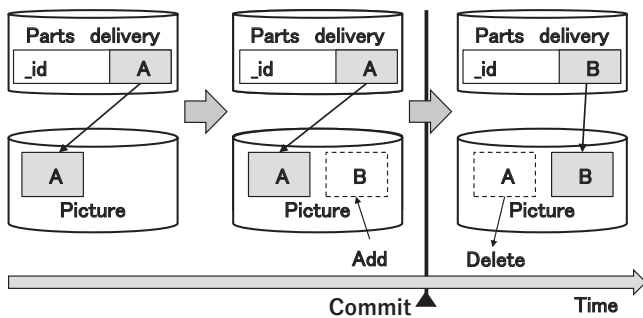 Parts delivery
_id A
A
Picture
Parts delivery
_id A
A B
Picture
Add
Parts delivery
_id B
A B
Picture
Delete
Commit
Time